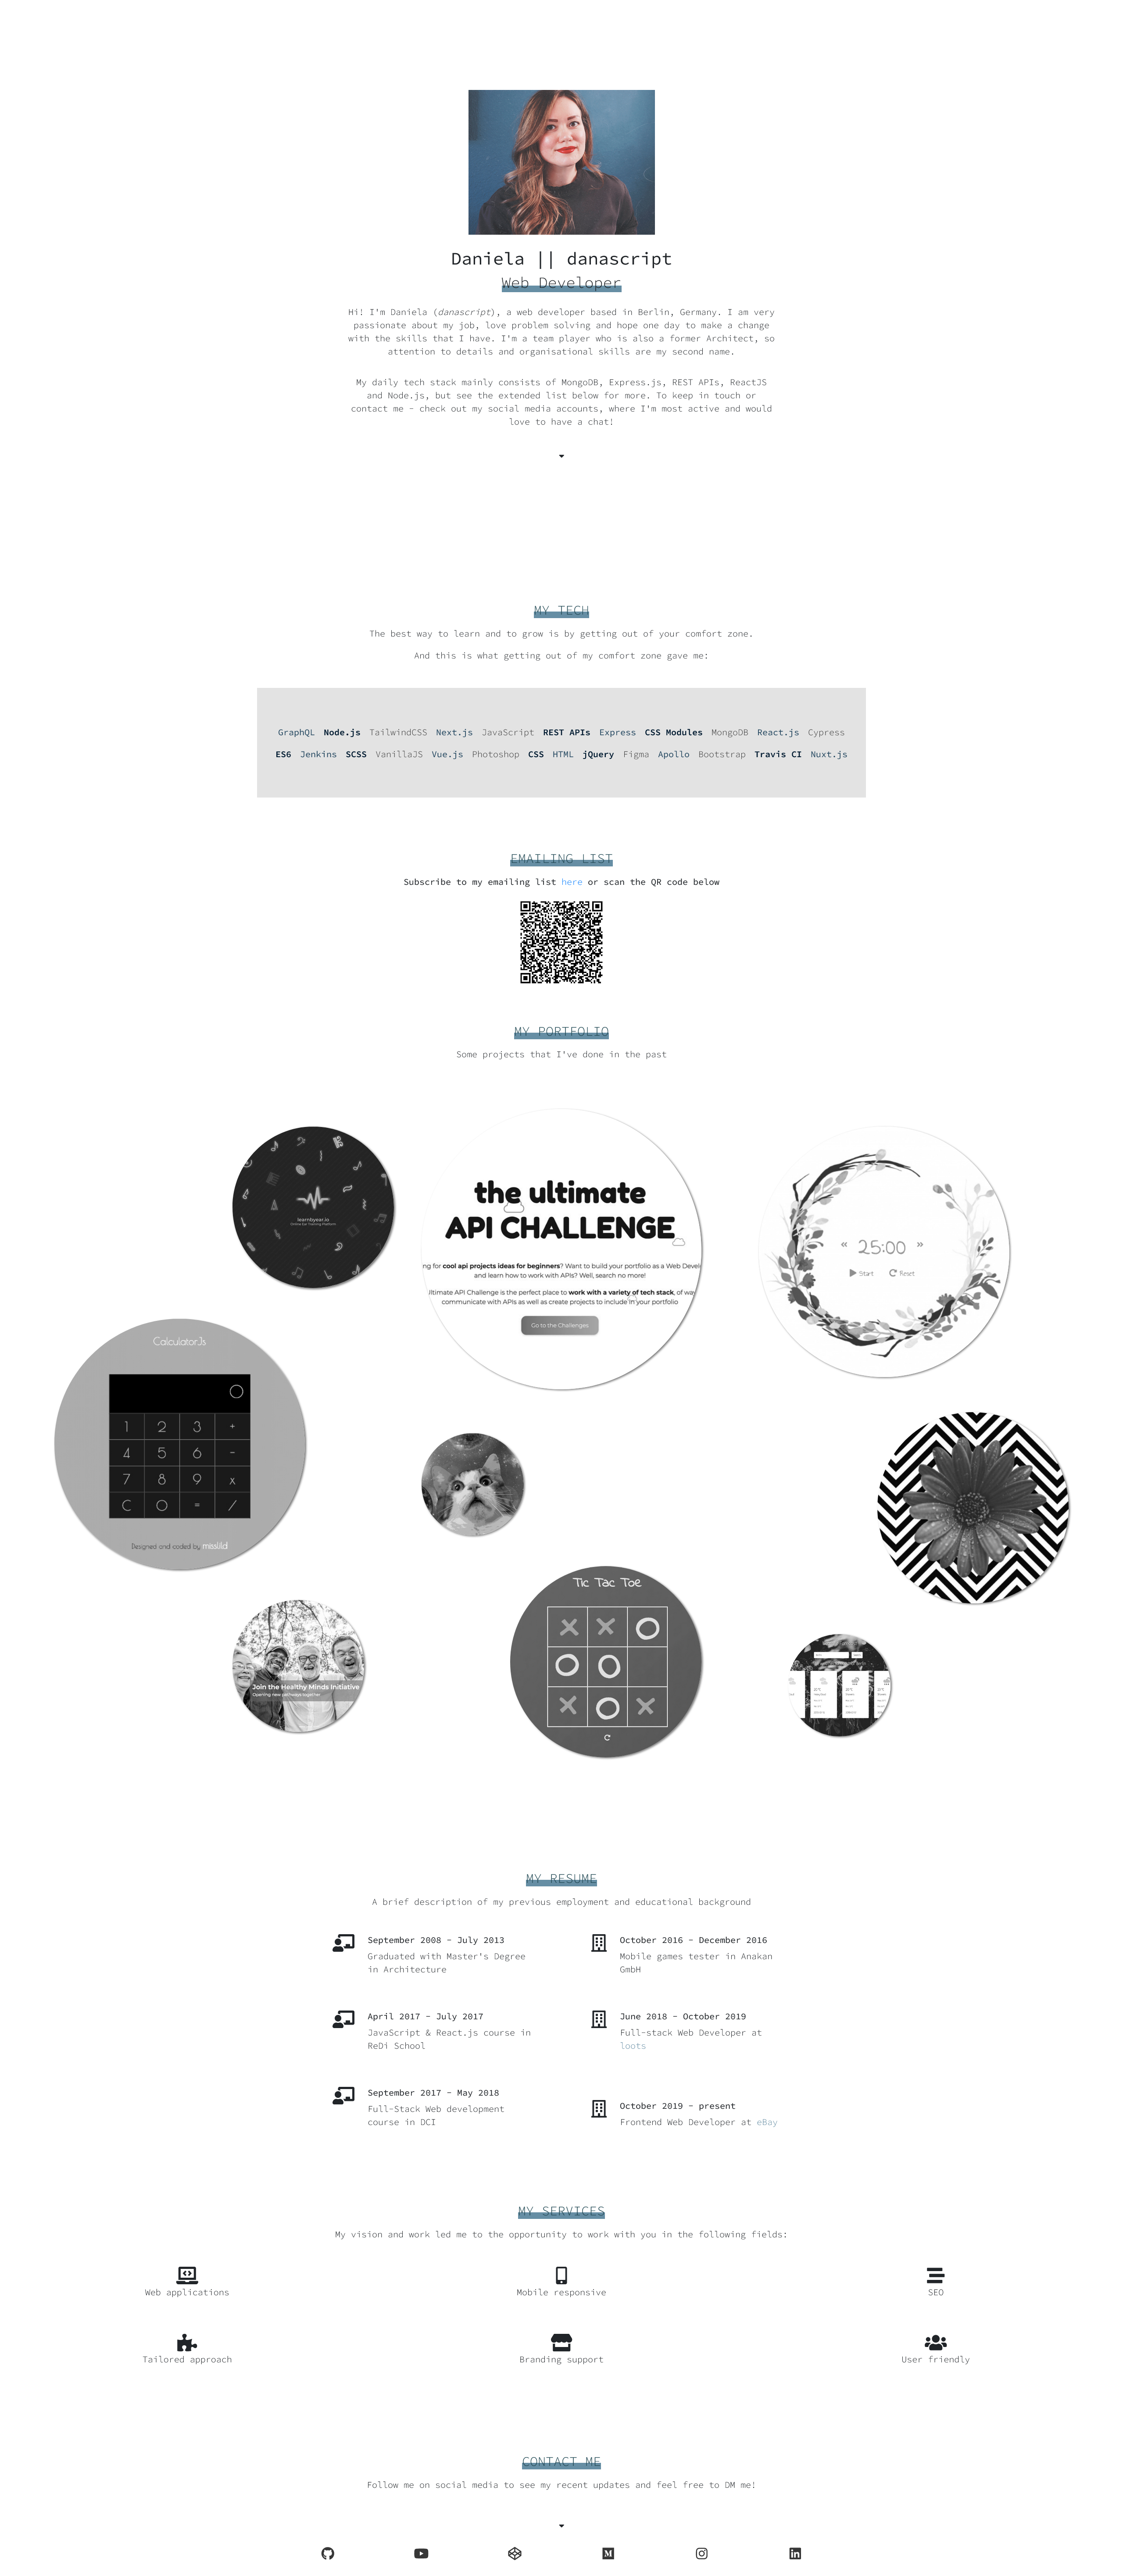 Daniela || danascript
Web Developer
Hi! I'm Daniela (danascript), a web developer based in Berlin, Germany. I am very
passionate about my job, love problem solving and hope one day to make a change
with the skills that I have. I'm a team player who is also a former Architect, so
attention to details and organisational skills are my second name.
My daily tech stack mainly consists of MongoDB, Express.js, REST APIs, ReactJS
and Node.js, but see the extended list below for more. To keep in touch or
contact me - check out my social media accounts, where I'm most active and would
love to have a chat!
MY TECH
The best way to learn and to grow is by getting out of your comfort zone.
And this is what getting out of my comfort zone gave me:
GraphQL Node.js TailwindCSS Next.js JavaScript REST APIs Express CSS Modules MongoDB React.js Cypress
ES6 Jenkins SCSS VanillaJS Vue.js Photoshop CSS HTML jQuery Figma Apollo Bootstrap Travis CI Nuxt.js
EMAILING LIST
Subscribe to my emailing list here or scan the QR code below
MY PORTFOLIO
Some projects that I've done in the past
learnbyear.io
Online Ear Training Platform
the ultimate
API CHALLENGE
ng for cool api projects ideas for beginners? Want to build your portfolio as a Web Devel
and learn how to work with APIs? Well, search no more!
ltimate API Challenge is the perfect place to work with a variety of tech stack, of way
communicate with APIs as well as create projects to include in your portfolio
Go to the Challenges
« 25:00 »
Start Reset
CalculatorJs
0
1 2 3 +
4 5 6 -
7 8 9 x
C 0 = /
Designed and coded by misslild
Join the Healthy Minds Initiative
Opening new pathways together
Tic Tac Toe
X X O
O O
X O X
MY RESUME
A brief description of my previous employment and educational background
September 2008 - July 2013
Graduated with Master's Degree
in Architecture
October 2016 - December 2016
Mobile games tester in Anakan
GmbH
April 2017 - July 2017
JavaScript & React.js course in
ReDi School
June 2018 - October 2019
Full-stack Web Developer at
loots
September 2017 - May 2018
Full-Stack Web development
course in DCI
October 2019 - present
Frontend Web Developer at eBay
MY SERVICES
My vision and work led me to the opportunity to work with you in the following fields:
Web applications
Mobile responsive
SEO
Tailored approach
Branding support
User friendly
CONTACT ME
Follow me on social media to see my recent updates and feel free to DM me!